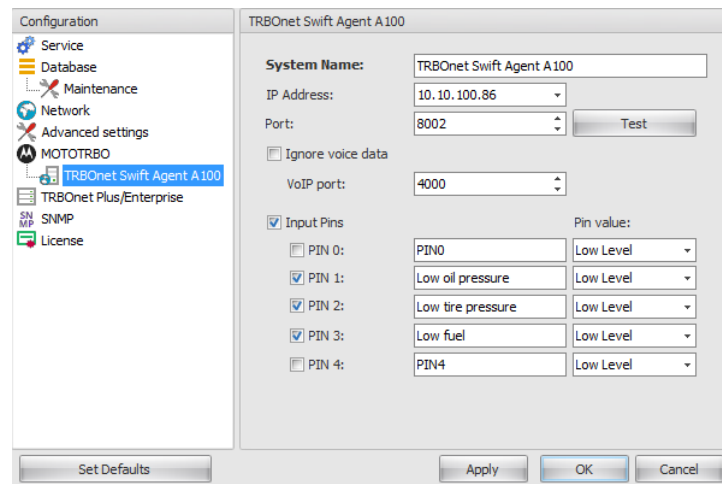 Configuration
Service
Database
Maintenance
Network
Advanced settings
MOTOTRBO
TRBOnet Swift Agent A100
TRBOnet Plus/Enterprise
SN
MP
SNMP
License
TRBOnet Swift Agent A100
System Name: TRBOnet Swift Agent A100
IP Address: 10.10.100.86
Port: 8002 Test
Ignore voice data
VoIP port: 4000
Input Pins Pin value:
PIN 0: PIN0 Low Level
PIN 1: Low oil pressure Low Level
PIN 2: Low tire pressure Low Level
PIN 3: Low fuel Low Level
PIN 4: PIN4 Low Level
Set Defaults Apply OK Cancel